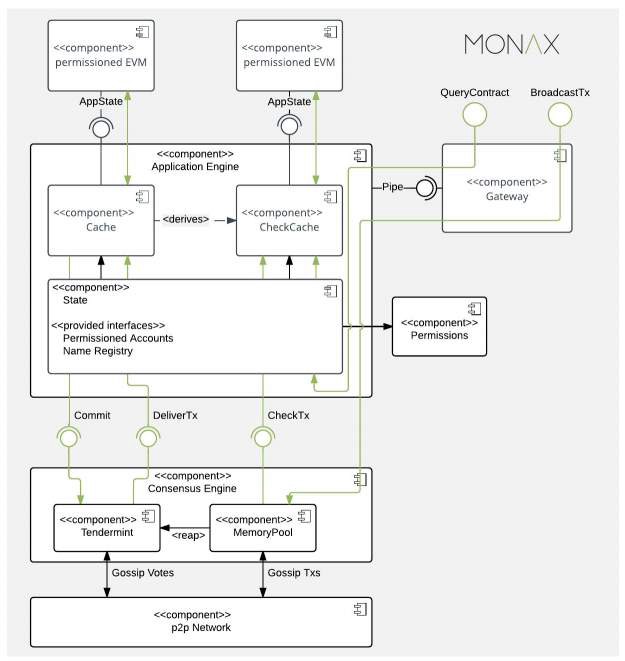 <<component>>
permissioned EVM
<<component>>
permissioned EVM
MONAX
AppState
AppState
QueryContract
BroadcastTx
<<component>>
Application Engine
Pipe
<<component>>
Gateway
<<component>>
Cache
<derives>
<<component>>
CheckCache
<<component>>
State
<<provided interfaces>>
Permissioned Accounts
Name Registry
<<component>>
Permissions
Commit
DeliverTx
CheckTx
<<component>>
Consensus Engine
<<component>>
Tendermint
<reap>
<<component>>
MemoryPool
Gossip Votes
Gossip Txs
<<component>>
p2p Network